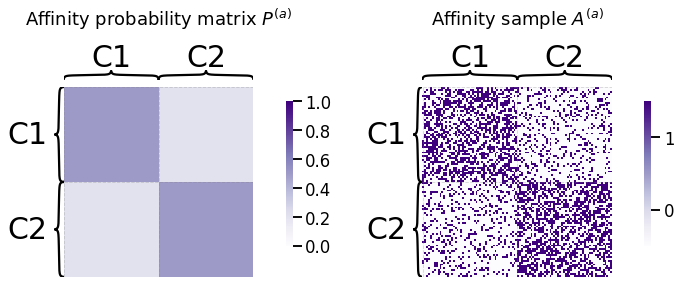 Affinity probability matrix P^(a)
C1 C2
C1
C2
1.0
0.8
0.6
0.4
0.2
0.0
Affinity sample A^(a)
C1 C2
C1
C2
1
0